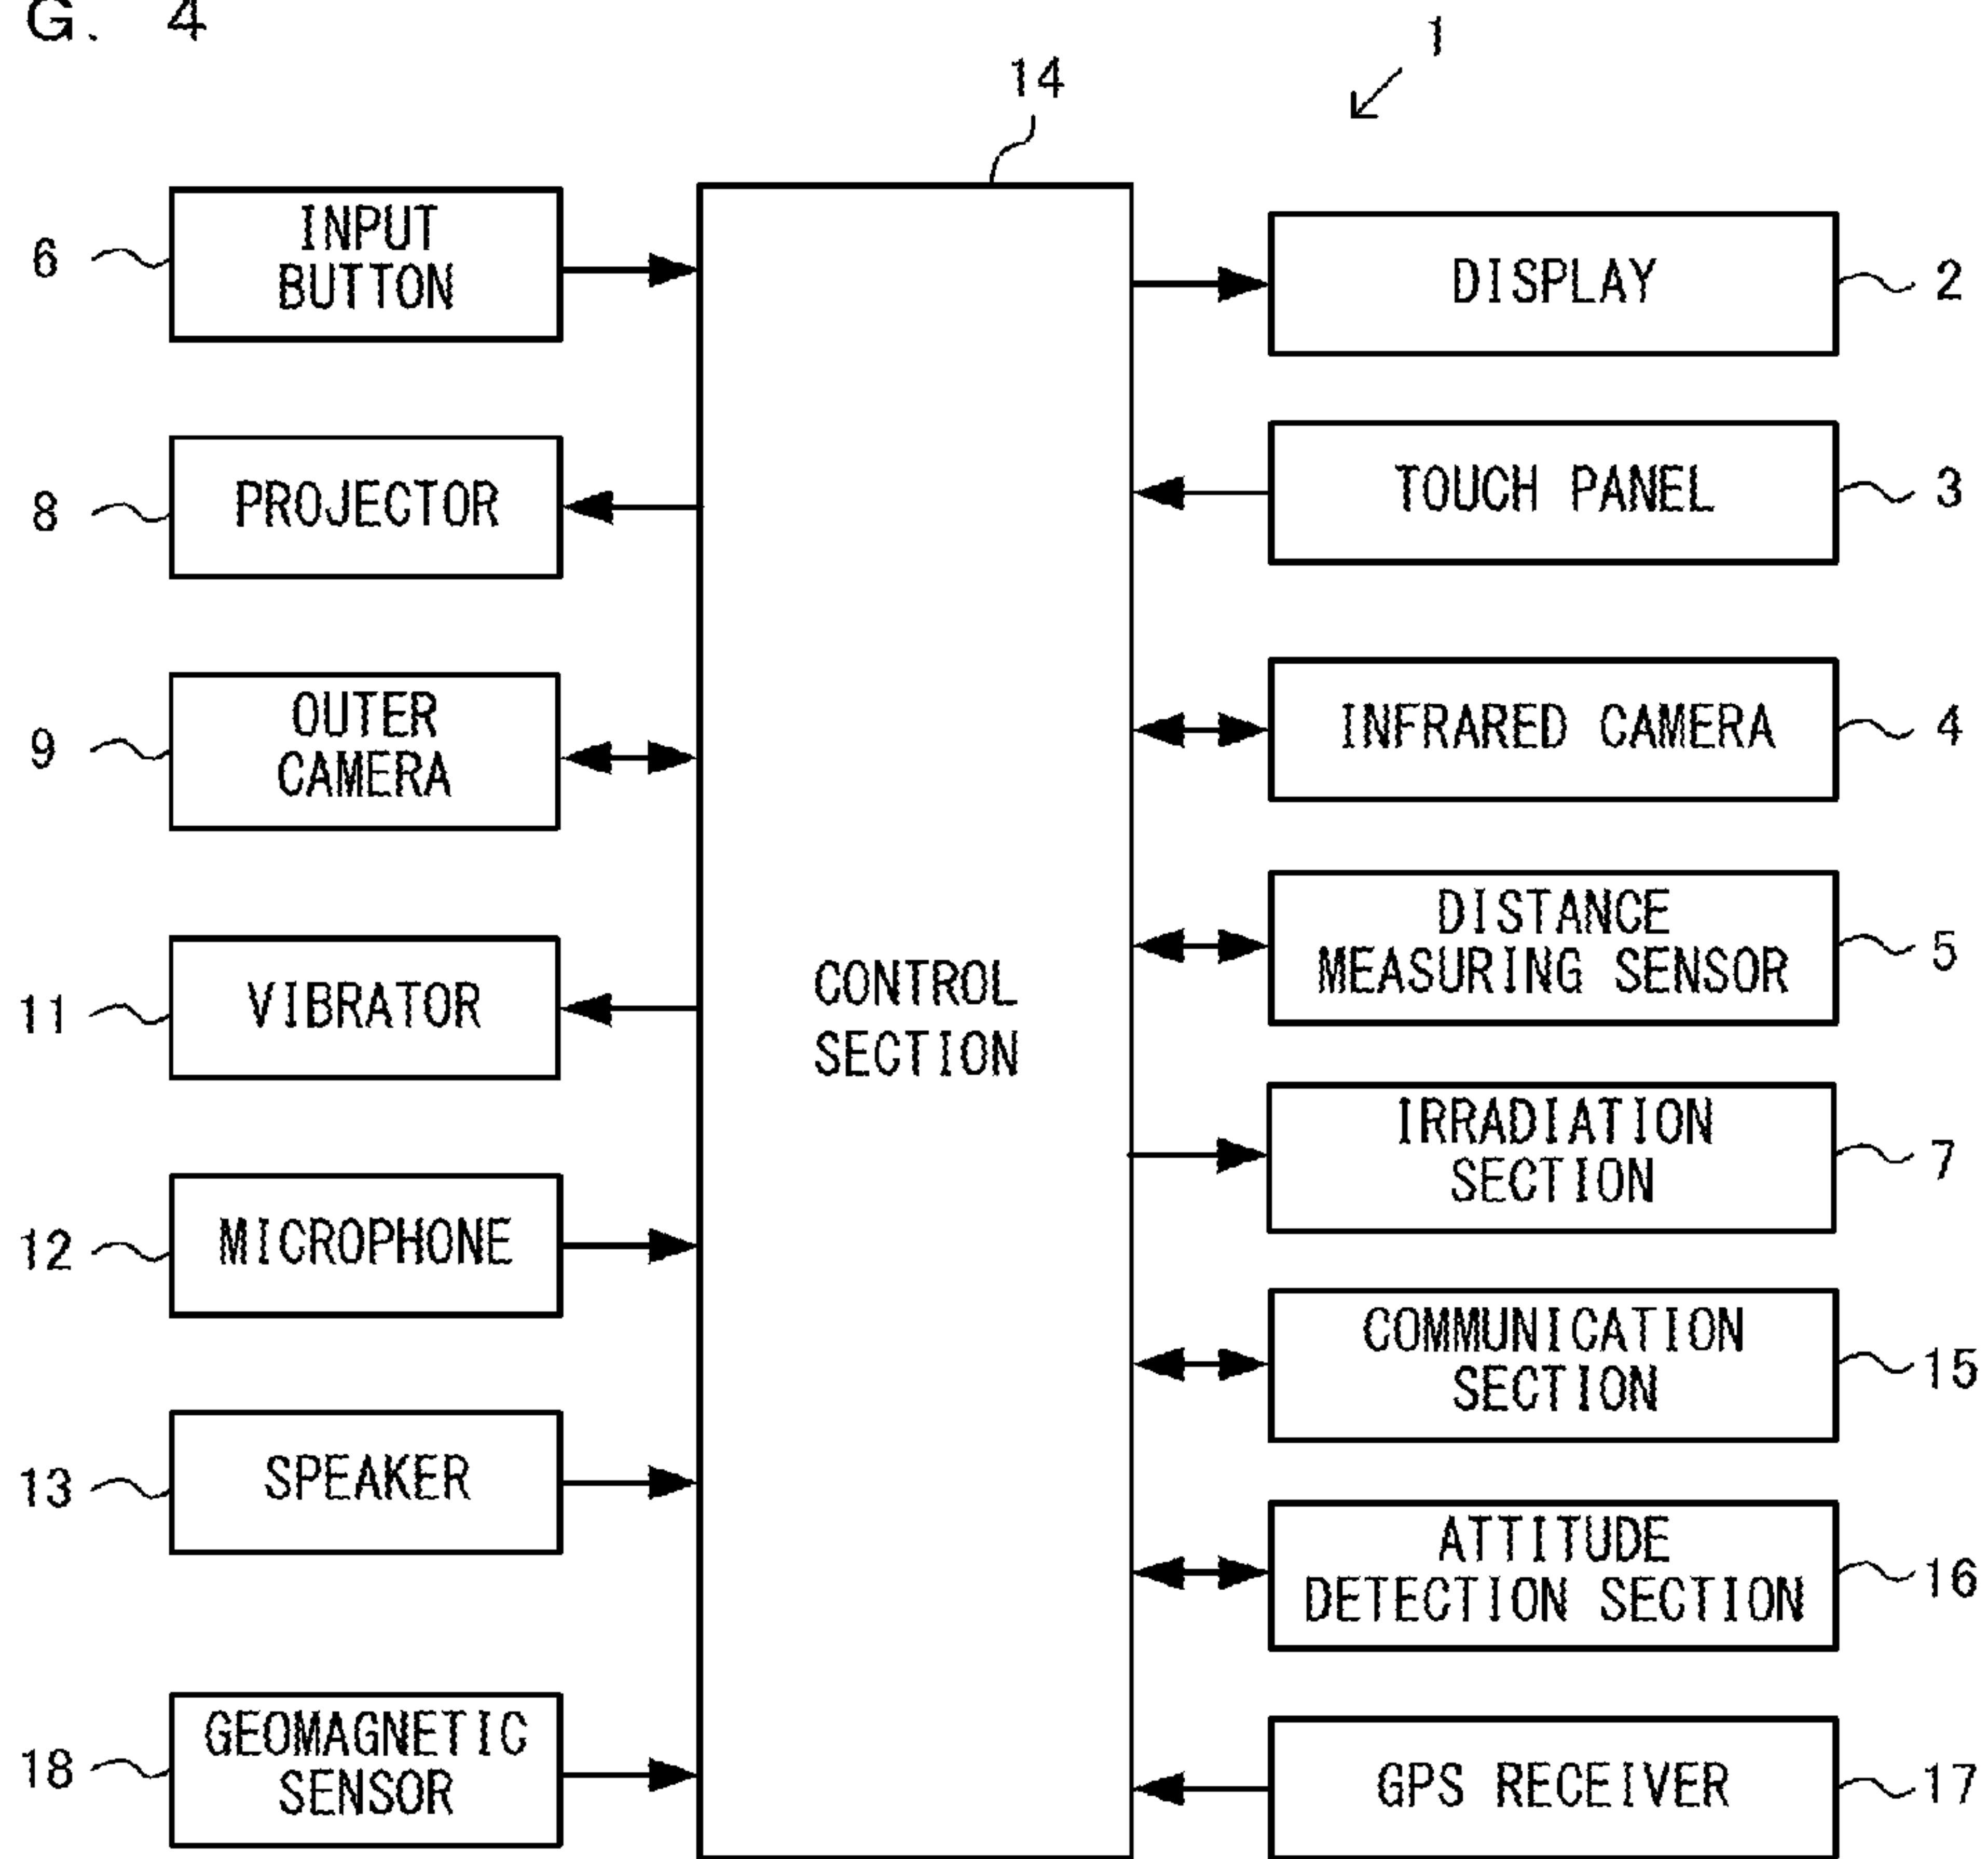 G. 4
1
14
6
INPUT
BUTTON
DISPLAY
2
8
PROJECTOR
TOUCH PANEL
3
9
OUTER
CAMERA
INFRARED CAMERA
4
11
VIBRATOR
CONTROL
SECTION
DISTANCE
MEASURING SENSOR
5
12
MICROPHONE
IRRADIATION
SECTION
7
13
SPEAKER
COMMUNICATION
SECTION
15
ATTITUDE
DETECTION SECTION
16
18
GEOMAGNETIC
SENSOR
GPS RECEIVER
17